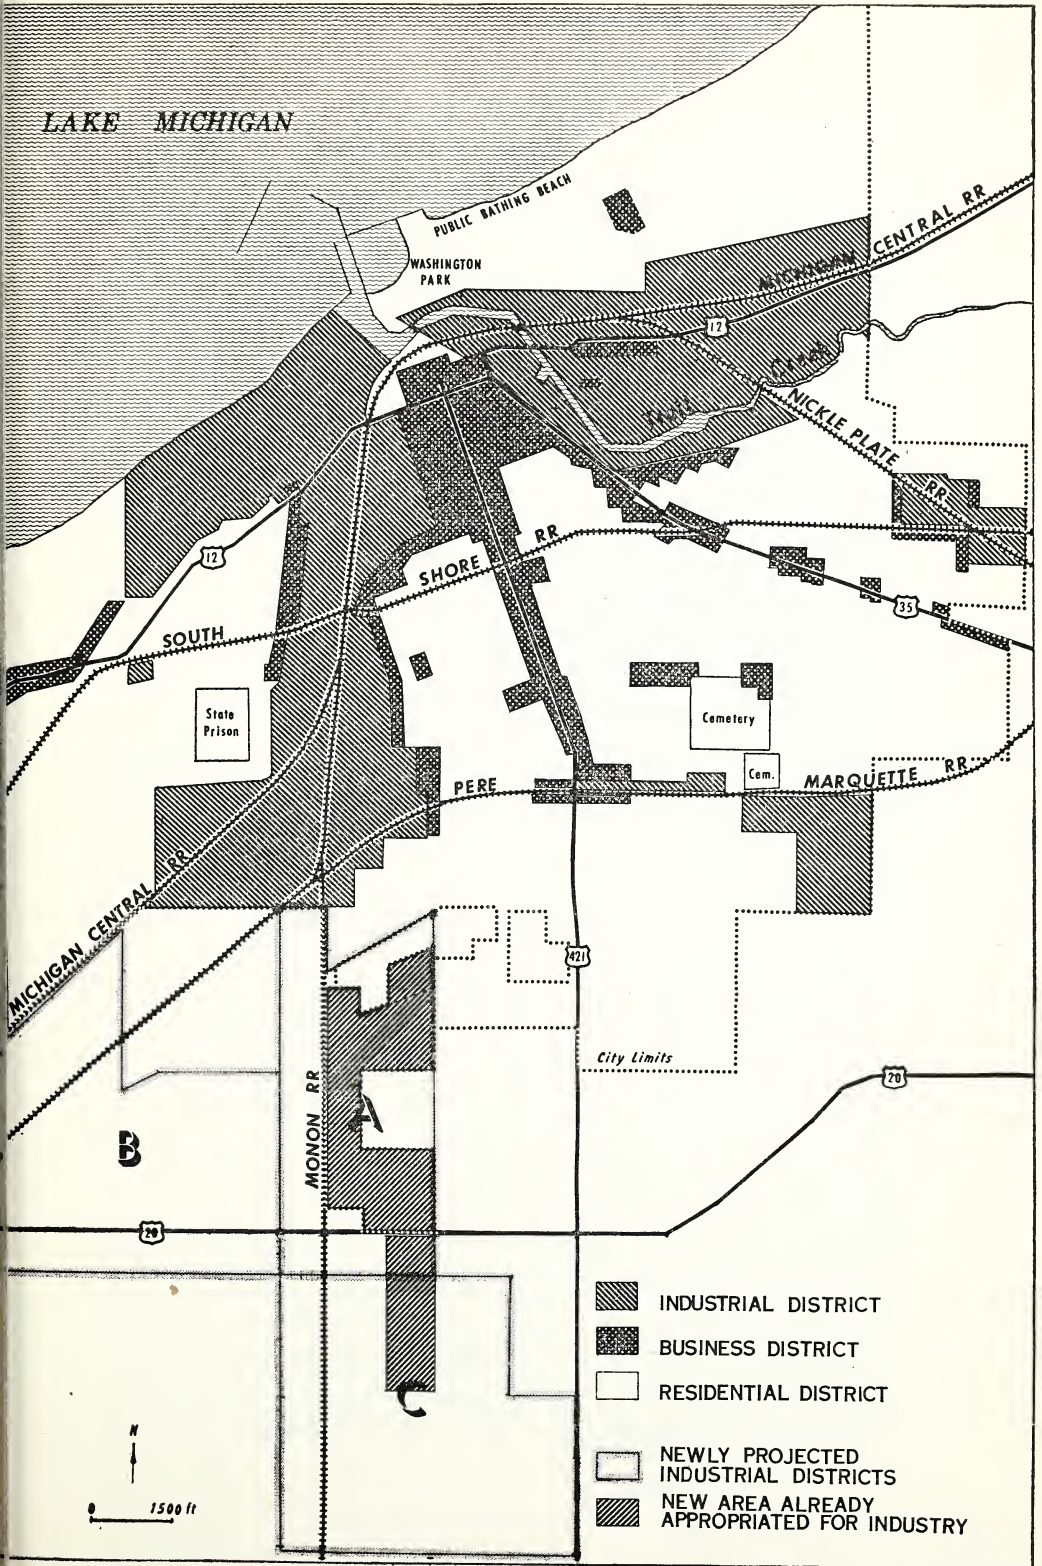 LAKE MICHIGAN
PUBLIC BATHING BEACH
WASHINGTON
PARK
MICHIGAN CENTRAL RR
12
Trail Creek
NICKLE PLATE RR
12
SOUTH SHORE RR
35
State
Prison
Cemetery
Cem.
PERE MARQUETTE RR
MICHIGAN CENTRAL RR
421
City Limits
20
MONON RR
A
B
20
C
INDUSTRIAL DISTRICT
BUSINESS DISTRICT
RESIDENTIAL DISTRICT
NEWLY PROJECTED
INDUSTRIAL DISTRICTS
NEW AREA ALREADY
APPROPRIATED FOR INDUSTRY
N
0 1500 ft